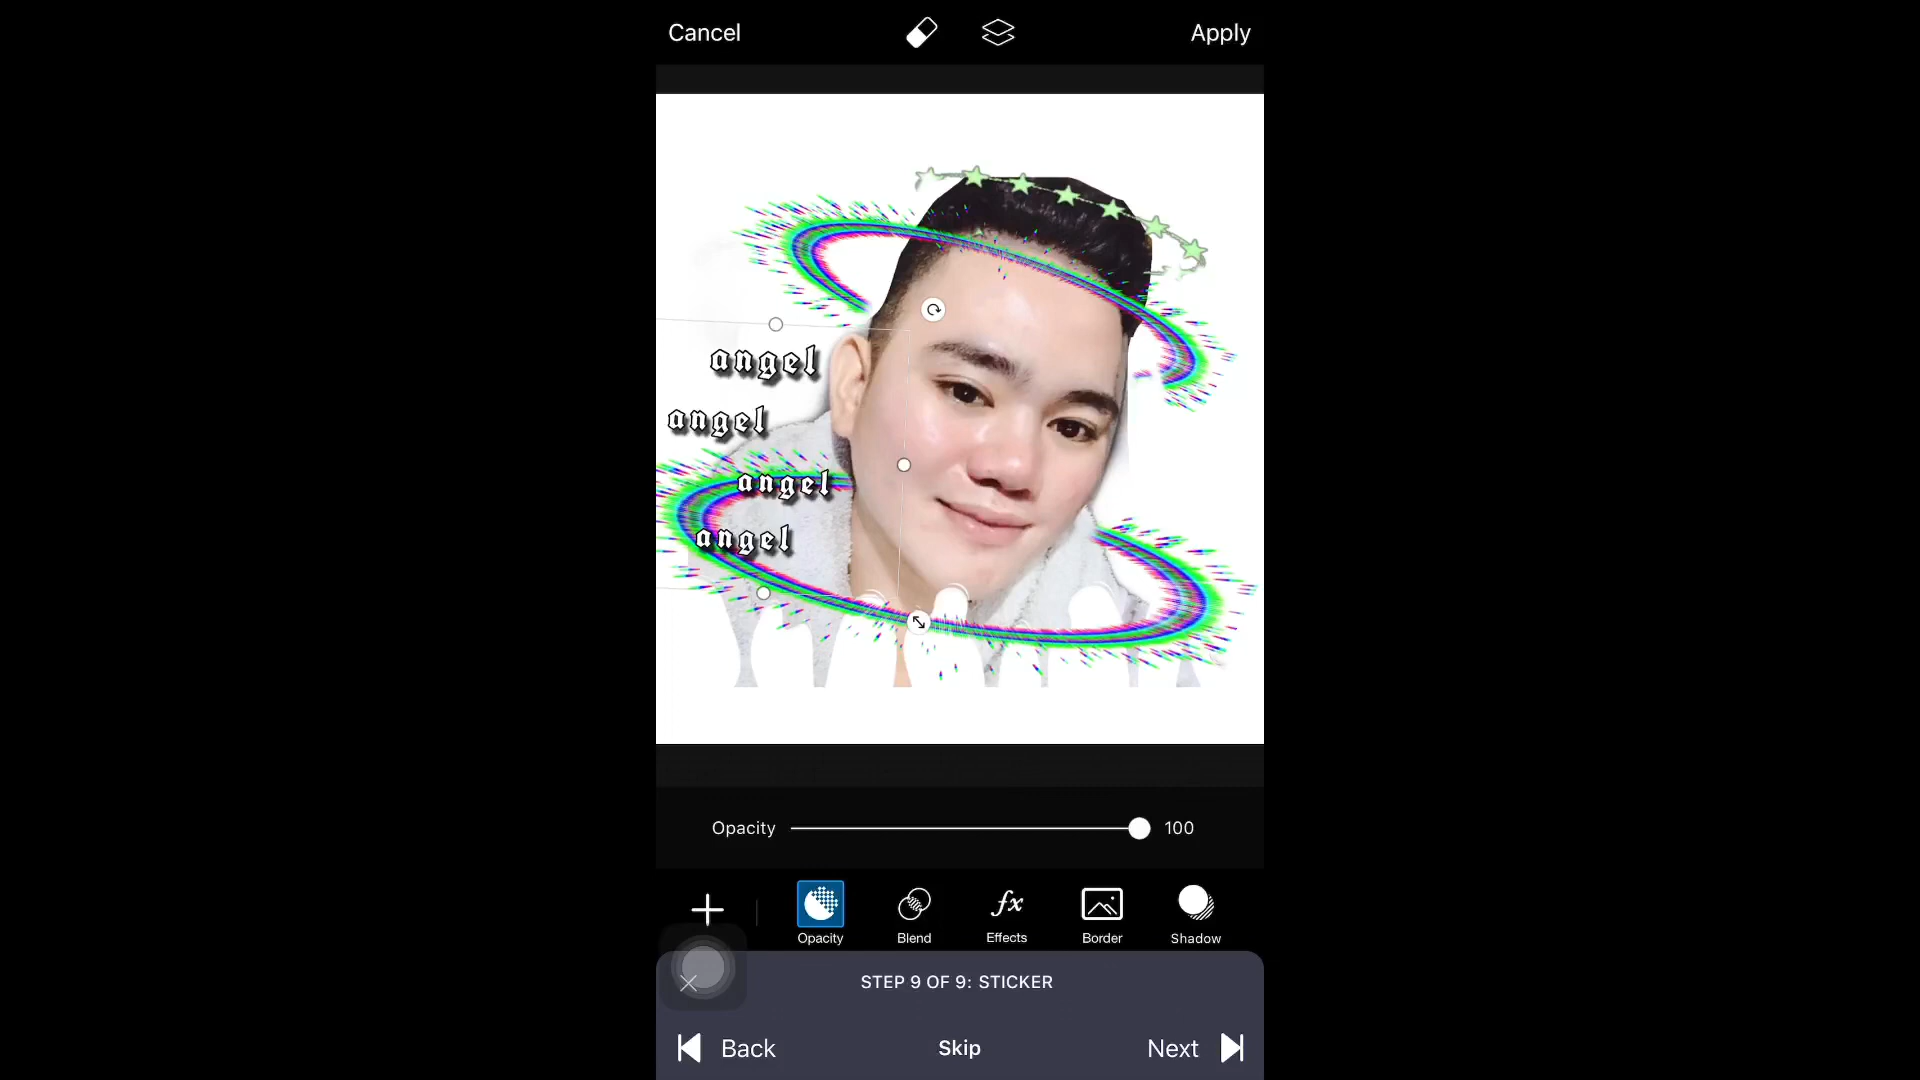 Cancel Apply
angel
angel
angel
angel
Opacity 100
Opacity Blend Effects Border Shadow
STEP 9 OF 9: STICKER
Back Skip Next